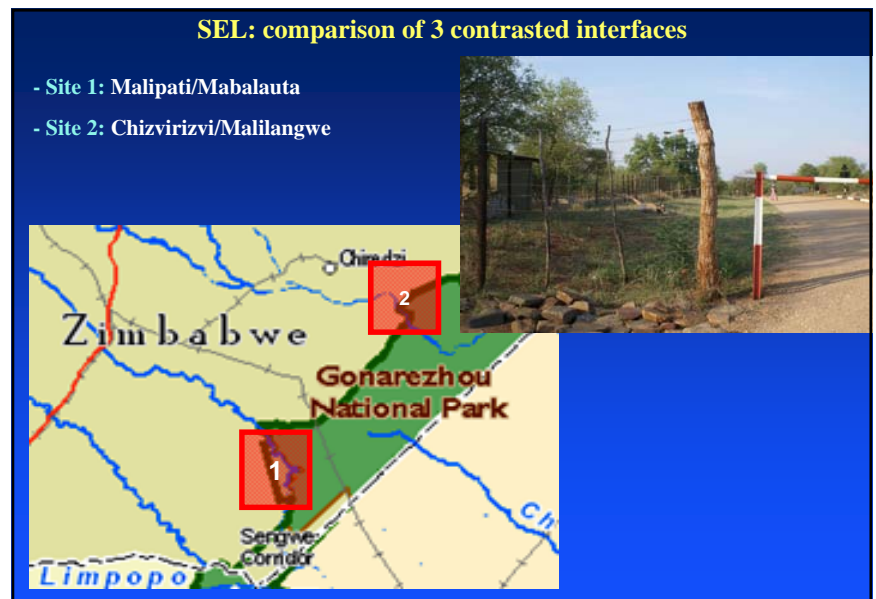 SEL: comparison of 3 contrasted interfaces
- Site 1: Malipati/Mabalauta
- Site 2: Chizvirizvi/Malilangwe
Chiredzi
2
Zimbabwe
Gonarezhou
National Park
1
Sengwe
Corridor
Ch
Limpopo